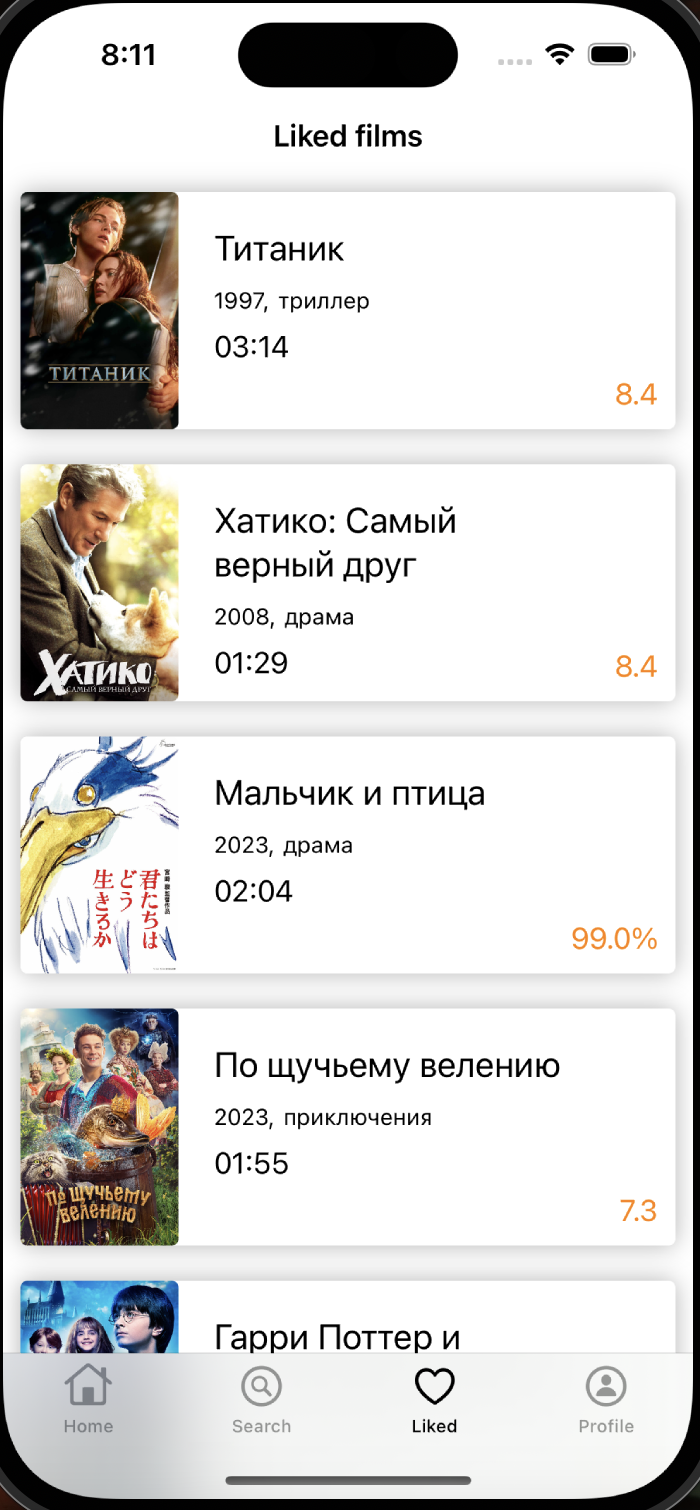 8:11
Liked films
Титаник
1997, триллер
03:14
8.4
ТИТАНИК
Хатико: Самый
верный друг
2008, драма
01:29
8.4
ХАТИКО
САМЫЙ ВЕРНЫЙ ДРУГ
Мальчик и птица
2023, драма
02:04
99.0%
君たちは
どう
生きるか
По щучьему велению
2023, приключения
01:55
7.3
По щучьему
велению
Гарри Поттер и
Home
Search
Liked
Profile